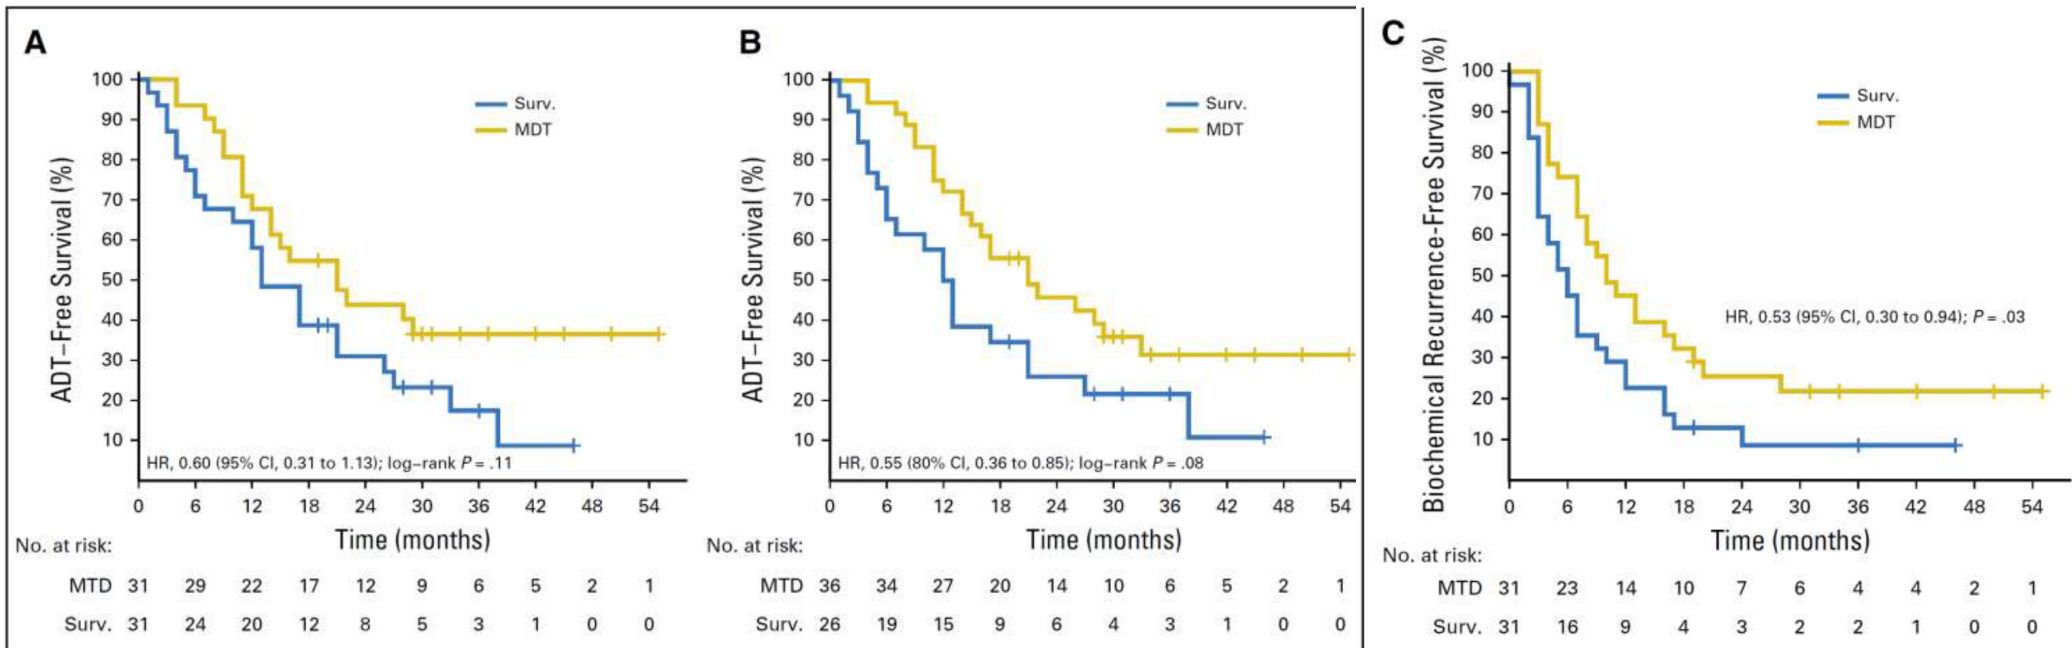 A
ADT–Free Survival (%)
100
90
80
70
60
50
40
30
20
10
Surv.
MDT
HR, 0.60 (95% CI, 0.31 to 1.13); log–rank P = .11
0 6 12 18 24 30 36 42 48 54
Time (months)
No. at risk:
MTD 31 29 22 17 12 9 6 5 2 1
Surv. 31 24 20 12 8 5 3 1 0 0
B
ADT–Free Survival (%)
100
90
80
70
60
50
40
30
20
10
Surv.
MDT
HR, 0.55 (80% CI, 0.36 to 0.85); log–rank P = .08
0 6 12 18 24 30 36 42 48 54
Time (months)
No. at risk:
MTD 36 34 27 20 14 10 6 5 2 1
Surv. 26 19 15 9 6 4 3 1 0 0
C
Biochemical Recurrence-Free Survival (%)
100
90
80
70
60
50
40
30
20
10
Surv.
MDT
HR, 0.53 (95% CI, 0.30 to 0.94); P = .03
0 6 12 18 24 30 36 42 48 54
Time (months)
No. at risk:
MTD 31 23 14 10 7 6 4 4 2 1
Surv. 31 16 9 4 3 2 2 1 0 0